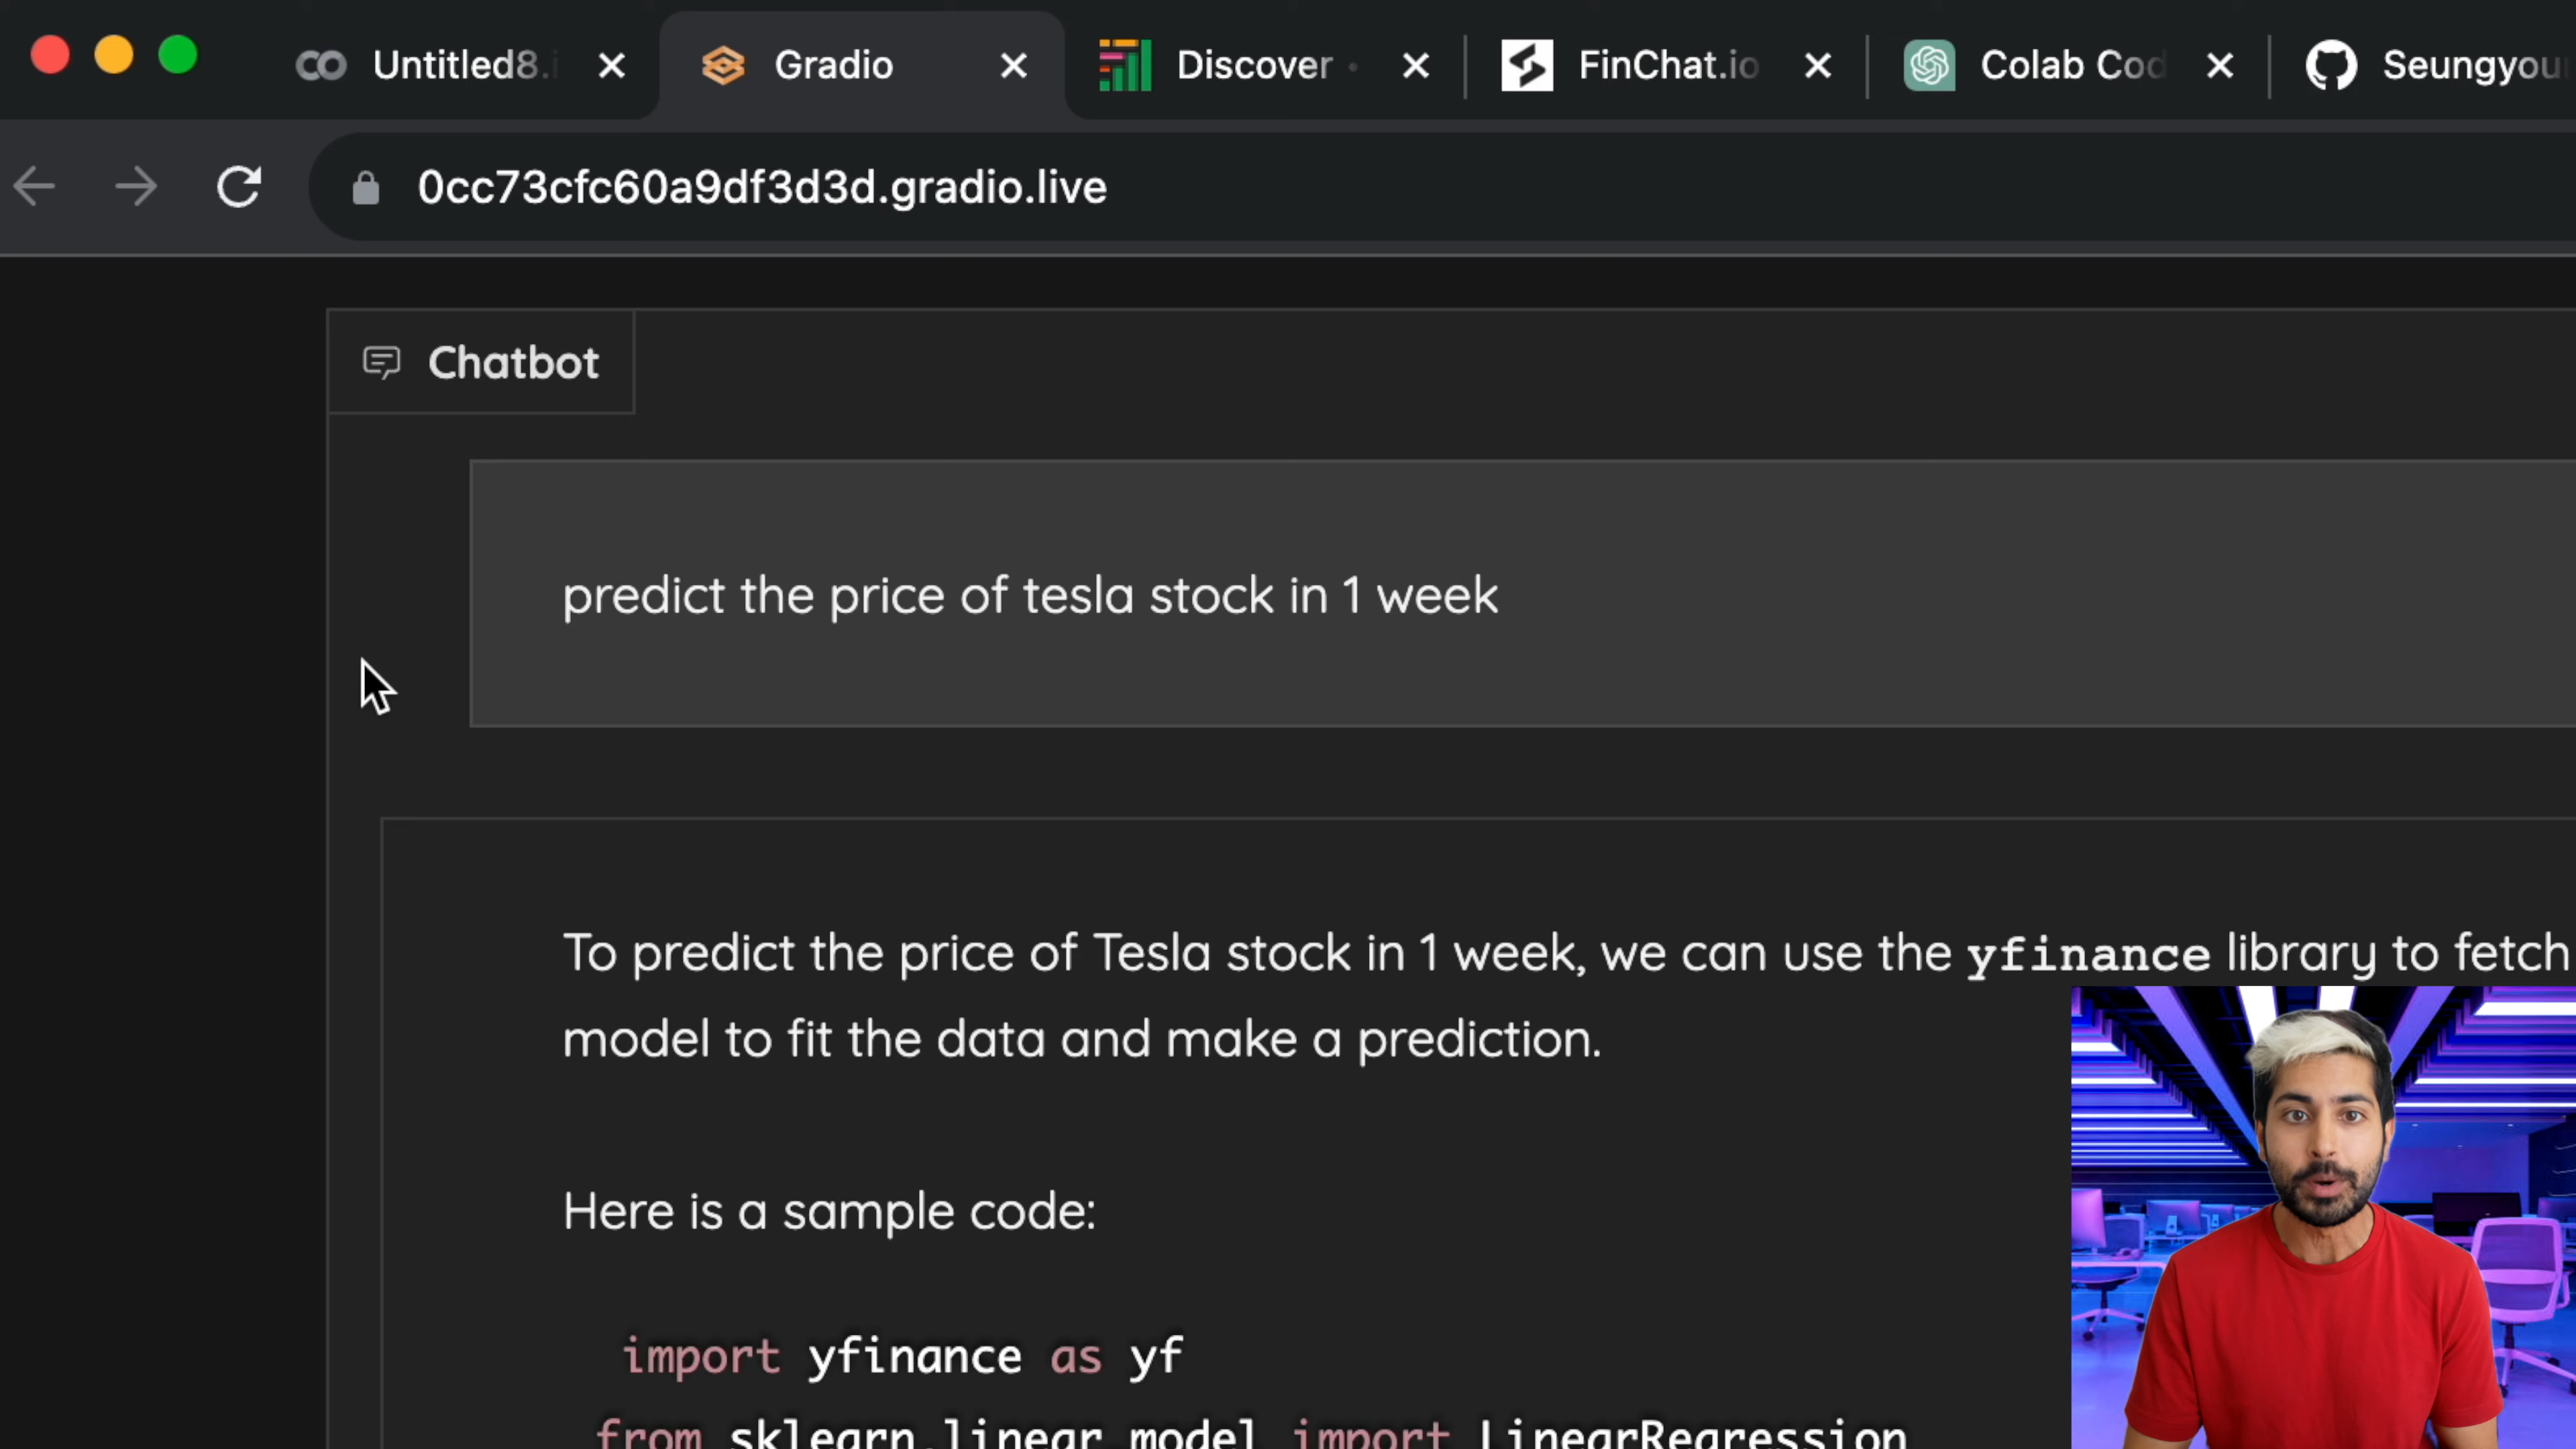 Untitled8.i
Gradio
Discover •
FinChat.io
Colab Cod
Seungyou
0cc73cfc60a9df3d3d.gradio.live
Chatbot
predict the price of tesla stock in 1 week
To predict the price of Tesla stock in 1 week, we can use the yfinance library to fetch
model to fit the data and make a prediction.
Here is a sample code:
import yfinance as yf
from sklearn.linear_model import LinearRegression